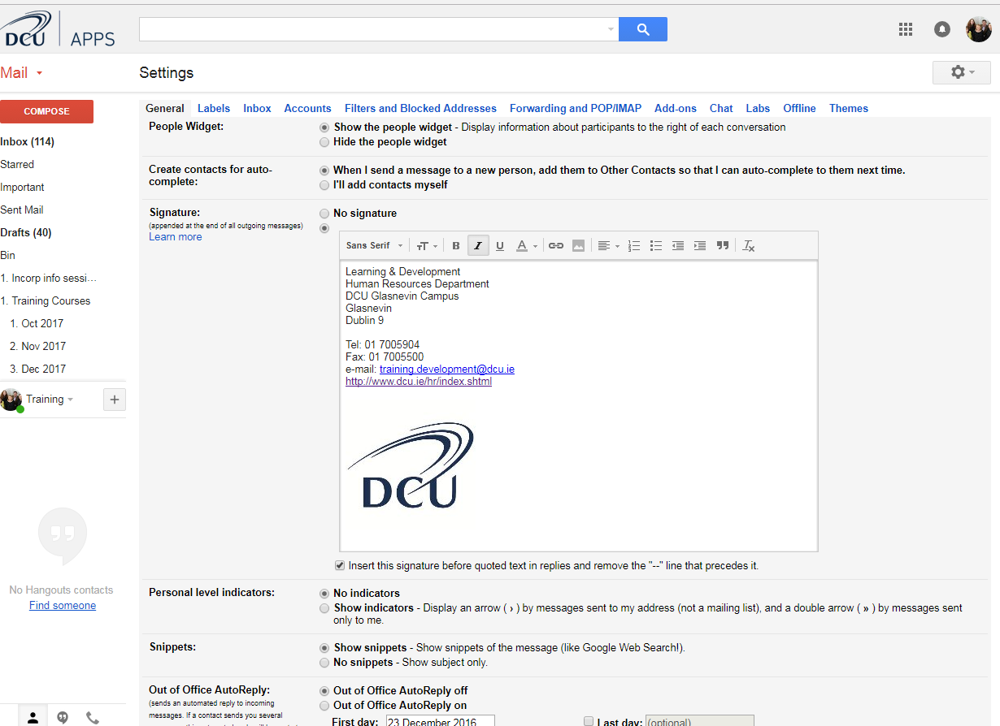 DCU APPS
Mail
Settings
COMPOSE
General Labels Inbox Accounts Filters and Blocked Addresses Forwarding and POP/IMAP Add-ons Chat Labs Offline Themes
Inbox (114)
Starred
Important
Sent Mail
Drafts (40)
Bin
1. Incorp info sessi...
1. Training Courses
1. Oct 2017
2. Nov 2017
3. Dec 2017
Training
No Hangouts contacts
Find someone
People Widget:
Show the people widget - Display information about participants to the right of each conversation
Hide the people widget
Create contacts for auto-
complete:
When I send a message to a new person, add them to Other Contacts so that I can auto-complete to them next time.
I'll add contacts myself
Signature:
(appended at the end of all outgoing messages)
Learn more
No signature
Sans Serif B I U A
Learning & Development
Human Resources Department
DCU Glasnevin Campus
Glasnevin
Dublin 9
Tel: 01 7005904
Fax: 01 7005500
e-mail: training.development@dcu.ie
http://www.dcu.ie/hr/index.shtml
DCU
Insert this signature before quoted text in replies and remove the "--" line that precedes it.
Personal level indicators:
No indicators
Show indicators - Display an arrow ( › ) by messages sent to my address (not a mailing list), and a double arrow ( » ) by messages sent
only to me.
Snippets:
Show snippets - Show snippets of the message (like Google Web Search!).
No snippets - Show subject only.
Out of Office AutoReply:
(sends an automated reply to incoming
messages. If a contact sends you several
Out of Office AutoReply off
Out of Office AutoReply on
First day: 23 December 2016 Last day: (optional)